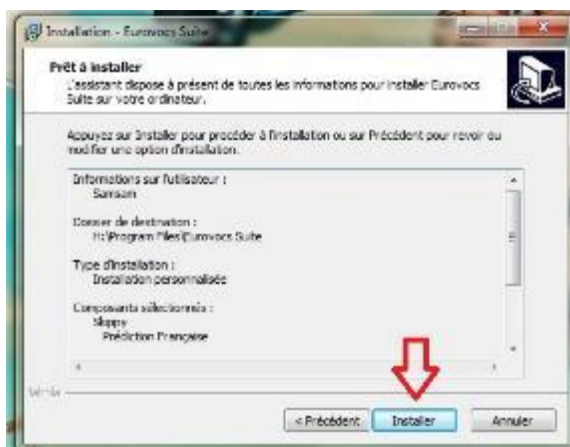 Installation - Eurovocs Suite
Prêt à installer
L'assistant dispose à présent de toutes les informations pour installer Eurovocs
Suite sur votre ordinateur.
Appuyez sur Installer pour procéder à l'installation ou sur Précédent pour revoir ou
modifier une option d'installation.
Informations sur l'utilisateur :
Samsam
Dossier de destination :
H:\Program Files\Eurovocs Suite
Type d'installation :
Installation personnalisée
Composants sélectionnés :
Skippy
Prédiction Française
< Précédent
Installer
Annuler